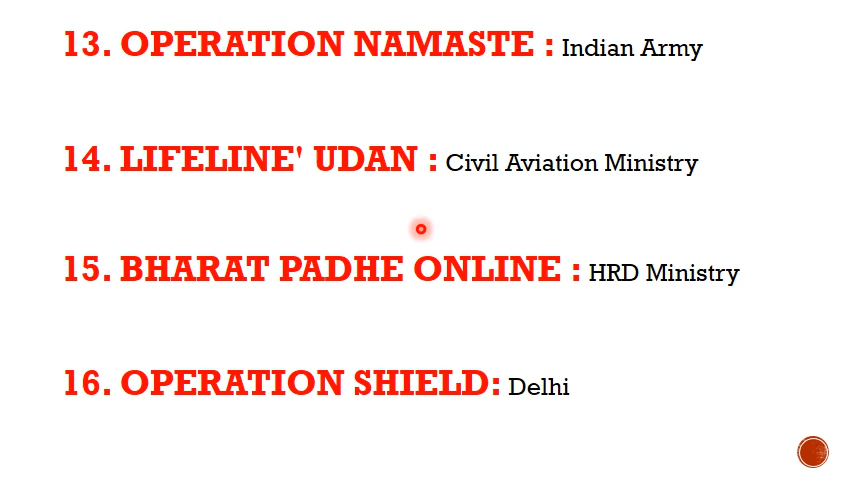 13. OPERATION NAMASTE : Indian Army
14. LIFELINE' UDAN : Civil Aviation Ministry
15. BHARAT PADHE ONLINE : HRD Ministry
16. OPERATION SHIELD: Delhi